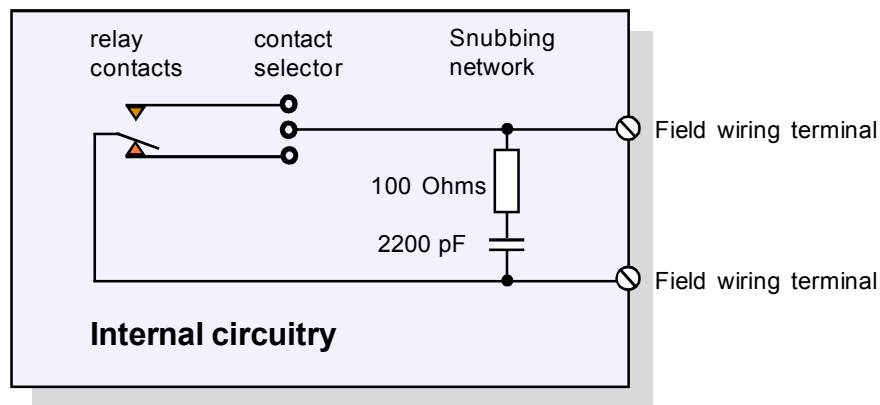 relay
contacts
contact
selector
Snubbing
network
Field wiring terminal
100 Ohms
2200 pF
Field wiring terminal
Internal circuitry